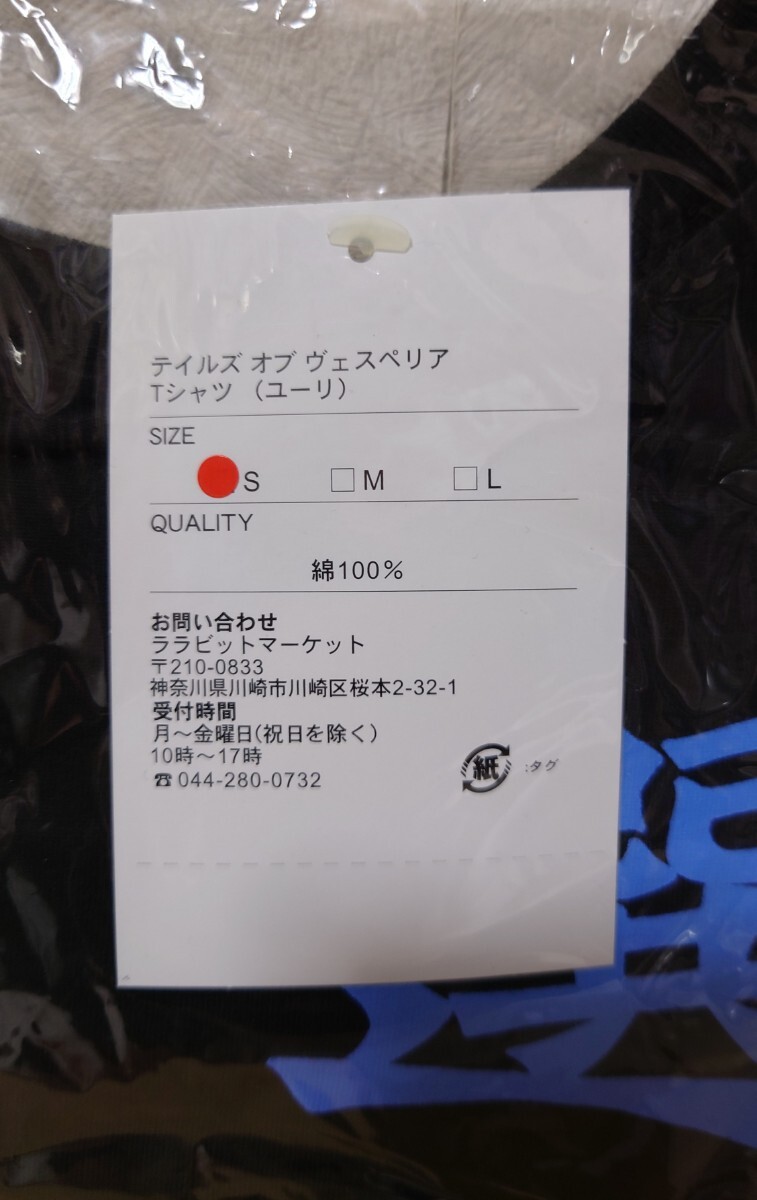 テイルズ オブ ヴェスペリア
Tシャツ （ユーリ）
SIZE
S □M □L
QUALITY
綿100％
お問い合わせ
ララビットマーケット
〒210-0833
神奈川県川崎市川崎区桜本2-32-1
受付時間
月～金曜日(祝日を除く)
10時～17時
☎044-280-0732
紙 :タグ